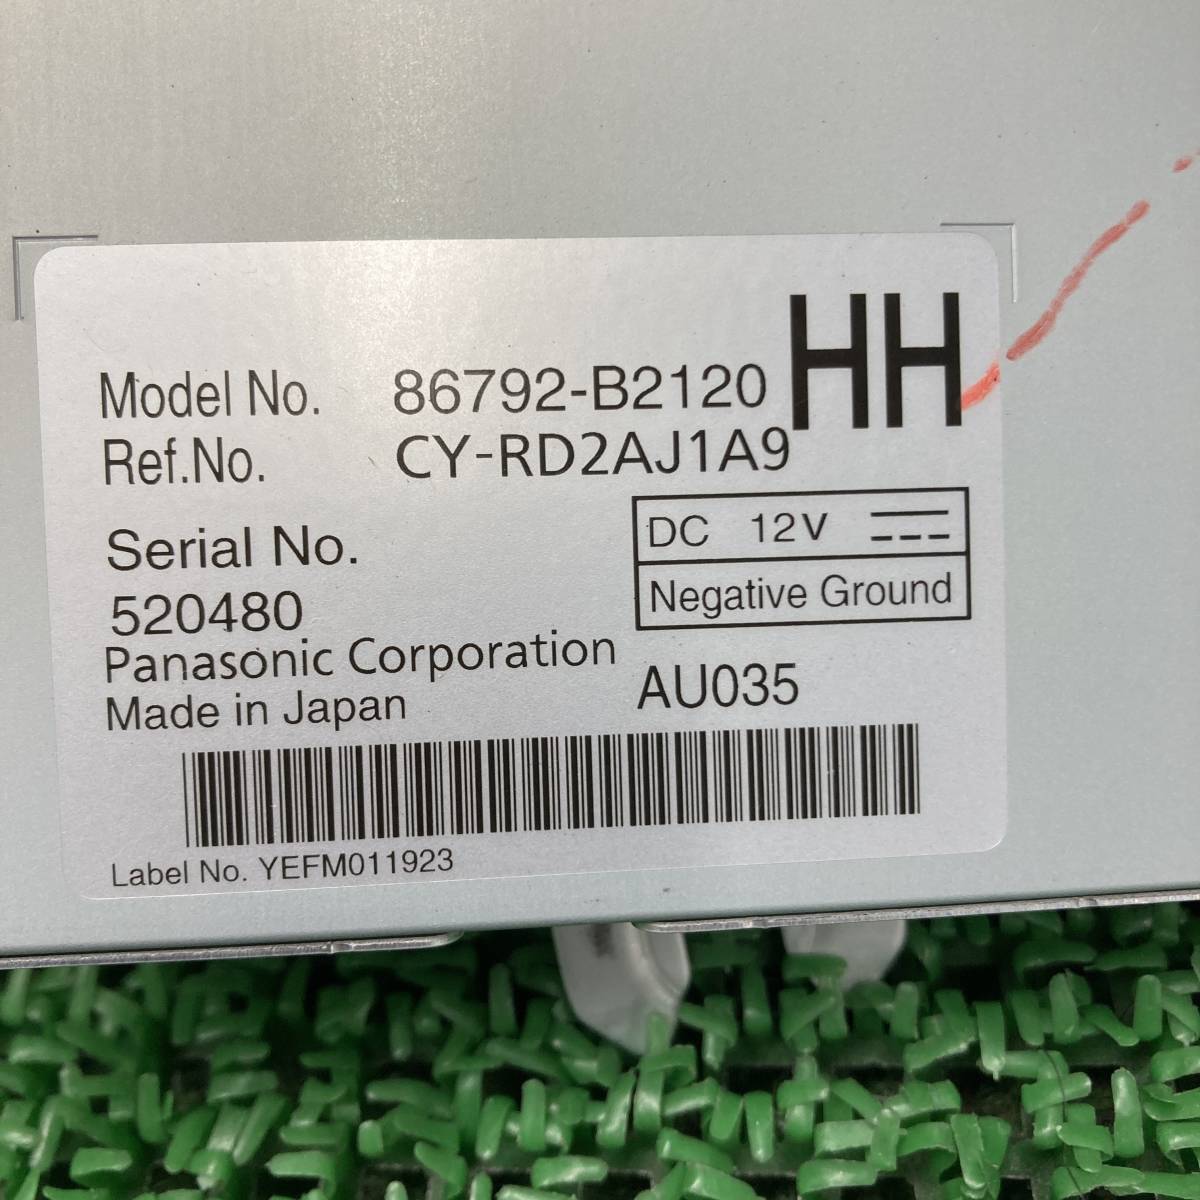 Model No. 86792-B2120 HH
Ref.No. CY-RD2AJ1A9
Serial No.
520480
DC 12V
Negative Ground
Panasonic Corporation
Made in Japan
AU035
Label No. YEFM011923